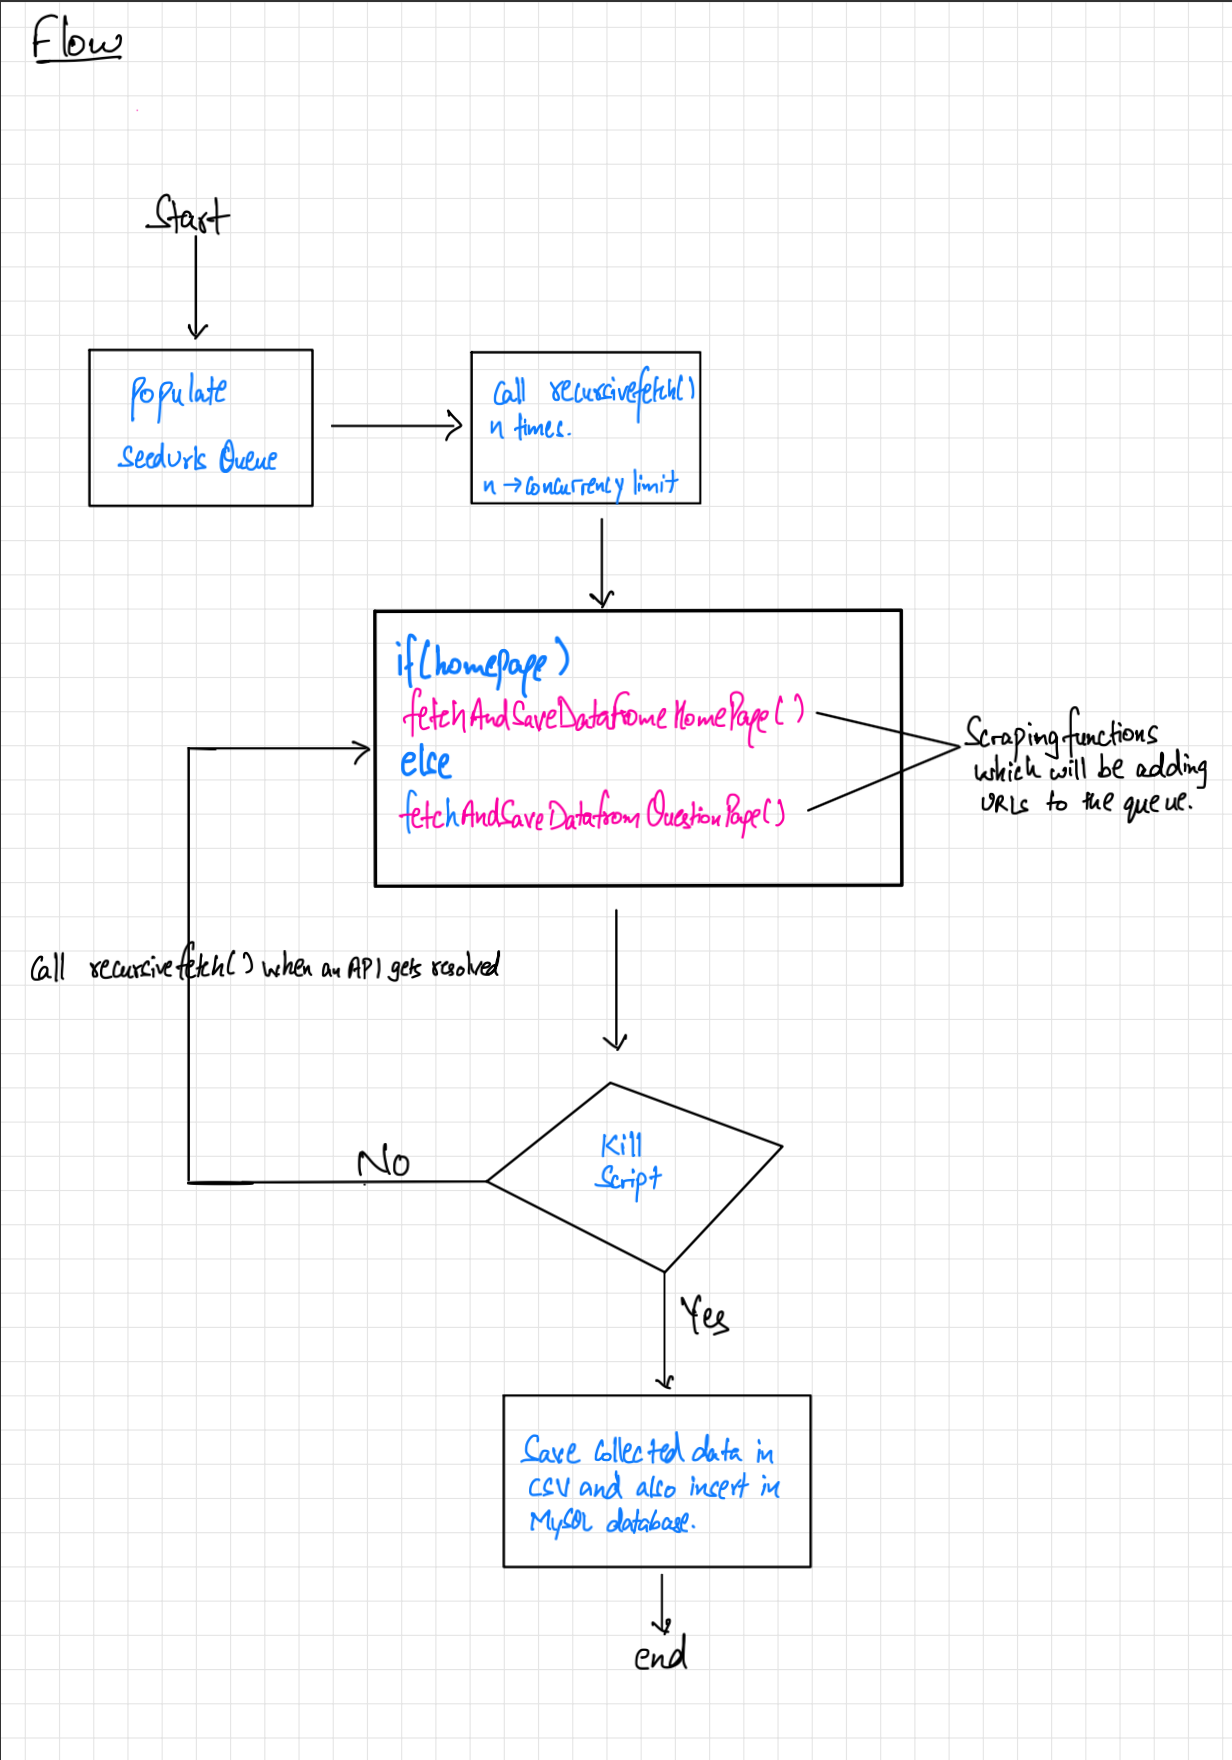 Flow
Start
Populate
SeedUrls Queue
Call recursivefetch()
n times.
n → Concurrency limit
if(homepage)
fetchAndSaveDatafromeHomePage()
else
fetchAndSaveDatafromQuestionPage()
Scraping functions
which will be adding
URLs to the queue.
Call recursivefetch() when an API gets resolved
Kill
Script
No
Yes
Save Collected data in
CSV and also insert in
MySQL database.
end